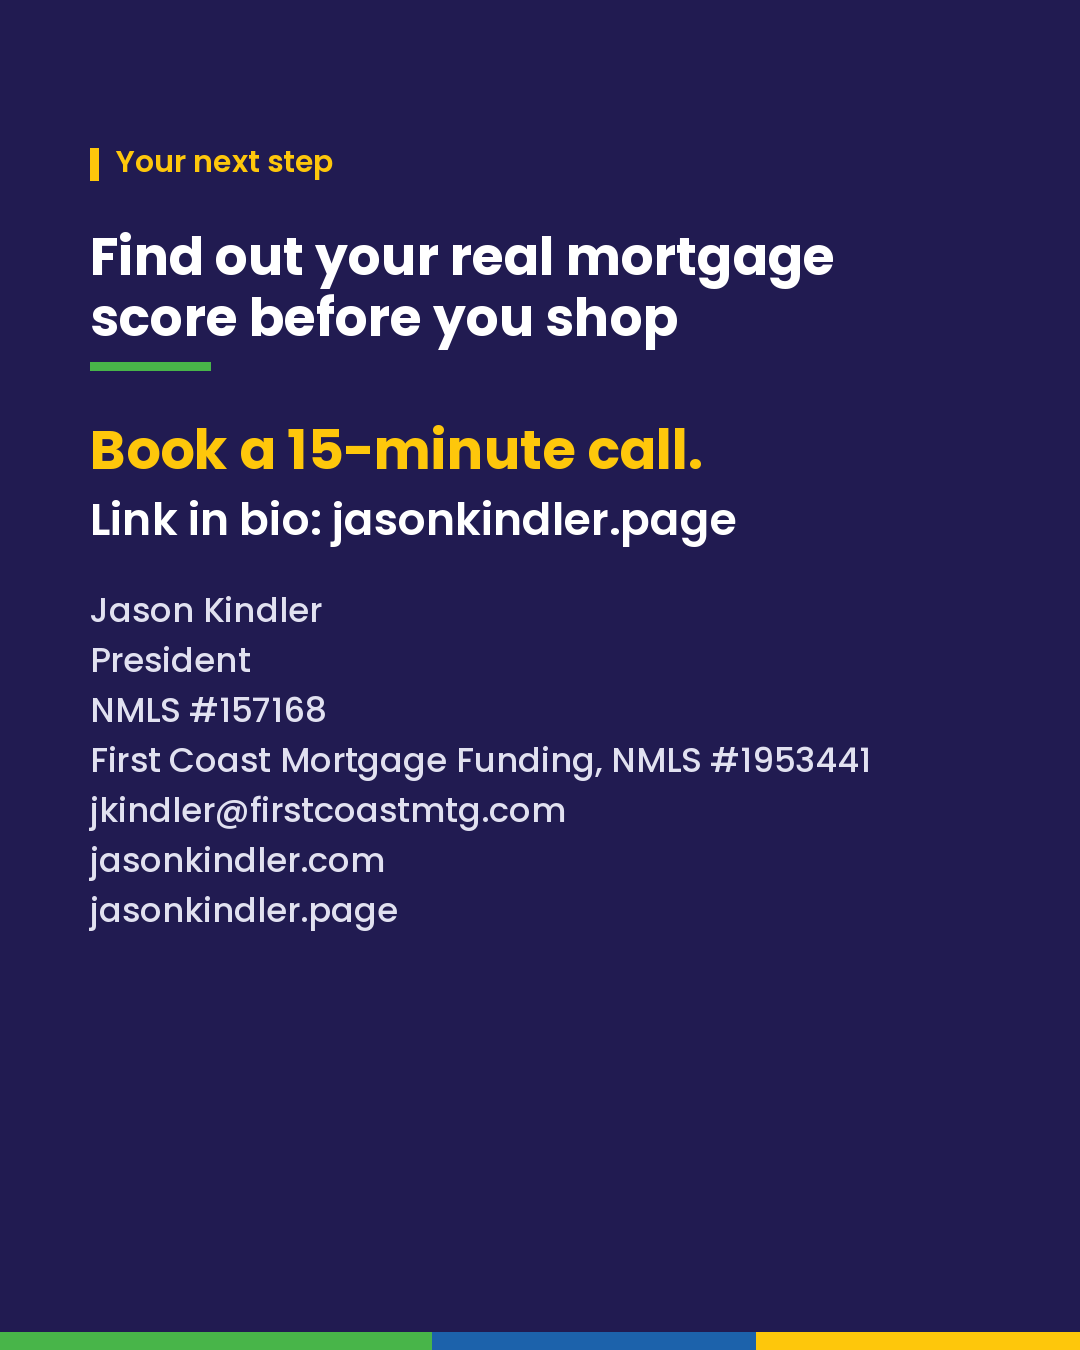 Your next step
Find out your real mortgage
score before you shop
Book a 15-minute call.
Link in bio: jasonkindler.page
Jason Kindler
President
NMLS #157168
First Coast Mortgage Funding, NMLS #1953441
jkindler@firstcoastmtg.com
jasonkindler.com
jasonkindler.page